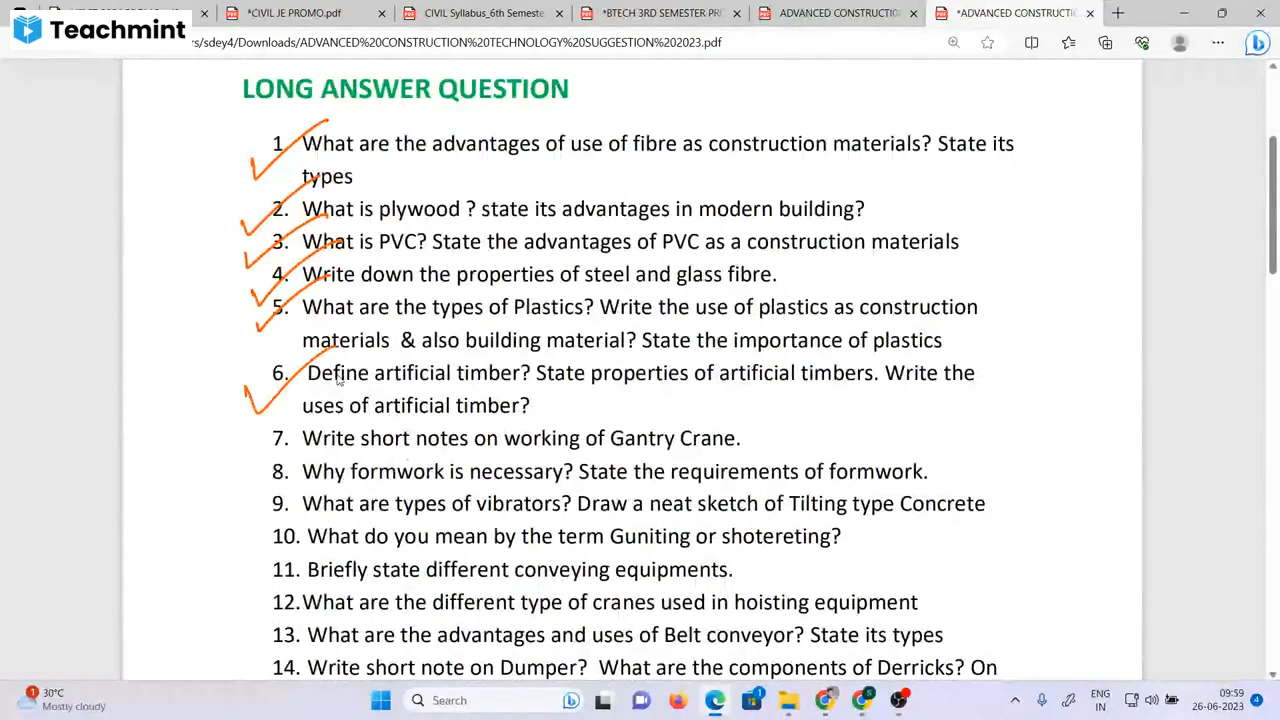 *CIVIL JE PROMO.pdf
CIVIL Syllabus 6th Semest
*BTECH 3RD SEMESTER(R
*ADVANCED CONSTRUCTI
Teachmint
rs/sdey4/Downloads/ADVANCED%20CONSTRUCTION%20TECHNOLOGY%20SUGGESTION%202023.pdf
LONG ANSWER QUESTION
1. What are the advantages of use of fibre as construction materials? State its
types
2. What is plywood ? state its advantages in modern building?
3. What is PVC? State the advantages of PVC as a construction materials
4. Write down the properties of steel and glass fibre.
5. What are the types of Plastics? Write the use of plastics as construction
materials & also building material? State the importance of plastics
6. Define artificial timber? State properties of artificial timbers. Write the
uses of artificial timber?
7. Write short notes on working of Gantry Crane.
8. Why formwork is necessary? State the requirements of formwork.
9. What are types of vibrators? Draw a neat sketch of Tilting type Concrete
10. What do you mean by the term Guniting or shotereting?
11. Briefly state different conveying equipments.
12.What are the different type of cranes used in hoisting equipment
13. What are the advantages and uses of Belt conveyor? State its types
14. Write short note on Dumper? What are the components of Derricks? On
1
30°C
Mostly cloudy
Search
ENG
IN
09:59
26-06-2023
4